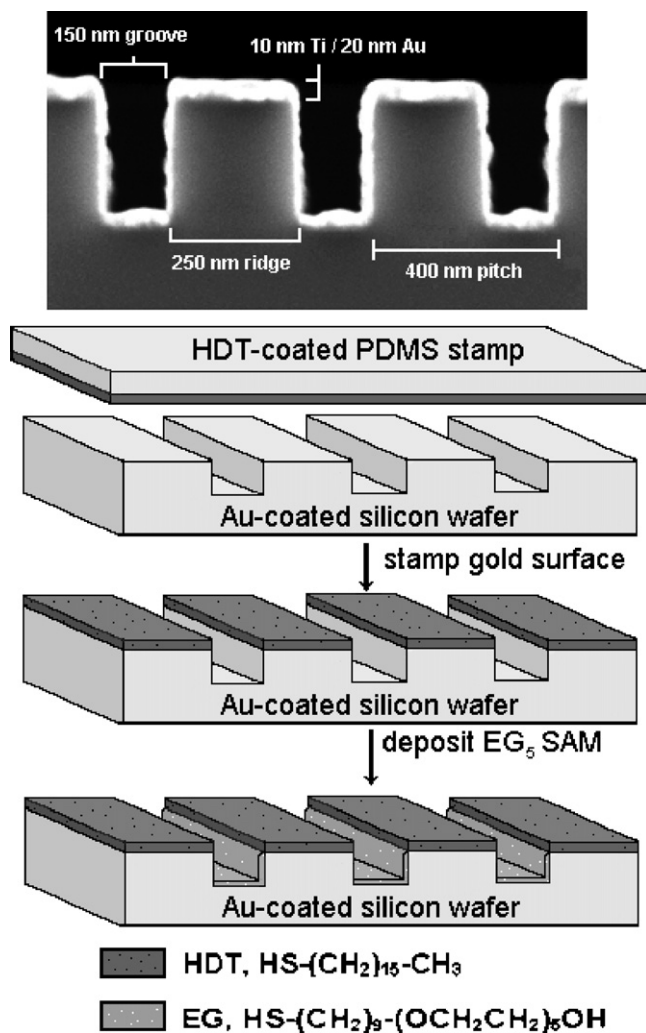 150 nm groove
10 nm Ti / 20 nm Au
250 nm ridge
400 nm pitch
HDT-coated PDMS stamp
Au-coated silicon wafer
stamp gold surface
Au-coated silicon wafer
deposit EG₅ SAM
Au-coated silicon wafer
HDT, HS-(CH₂)₁₅-CH₃
EG, HS-(CH₂)₉-(OCH₂CH₂)₅OH